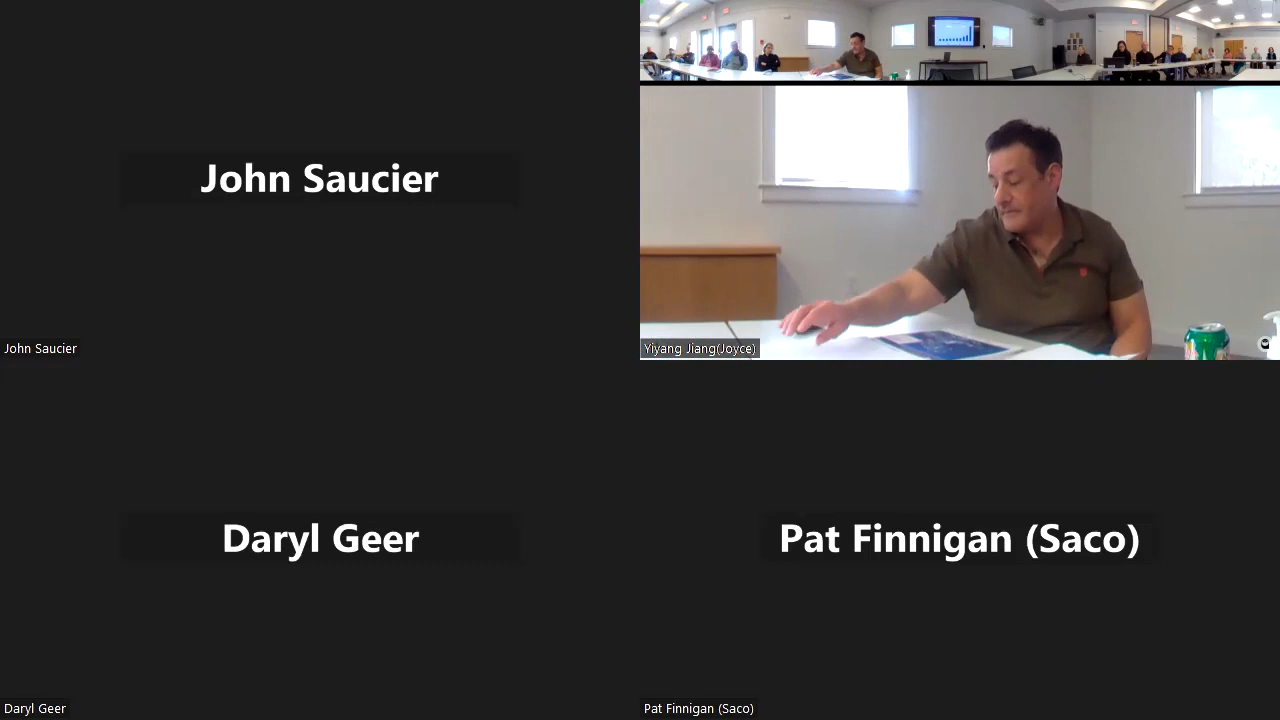 John Saucier
John Saucier
Yiyang Jiang(Joyce)
Daryl Geer
Pat Finnigan (Saco)
Daryl Geer
Pat Finnigan (Saco)